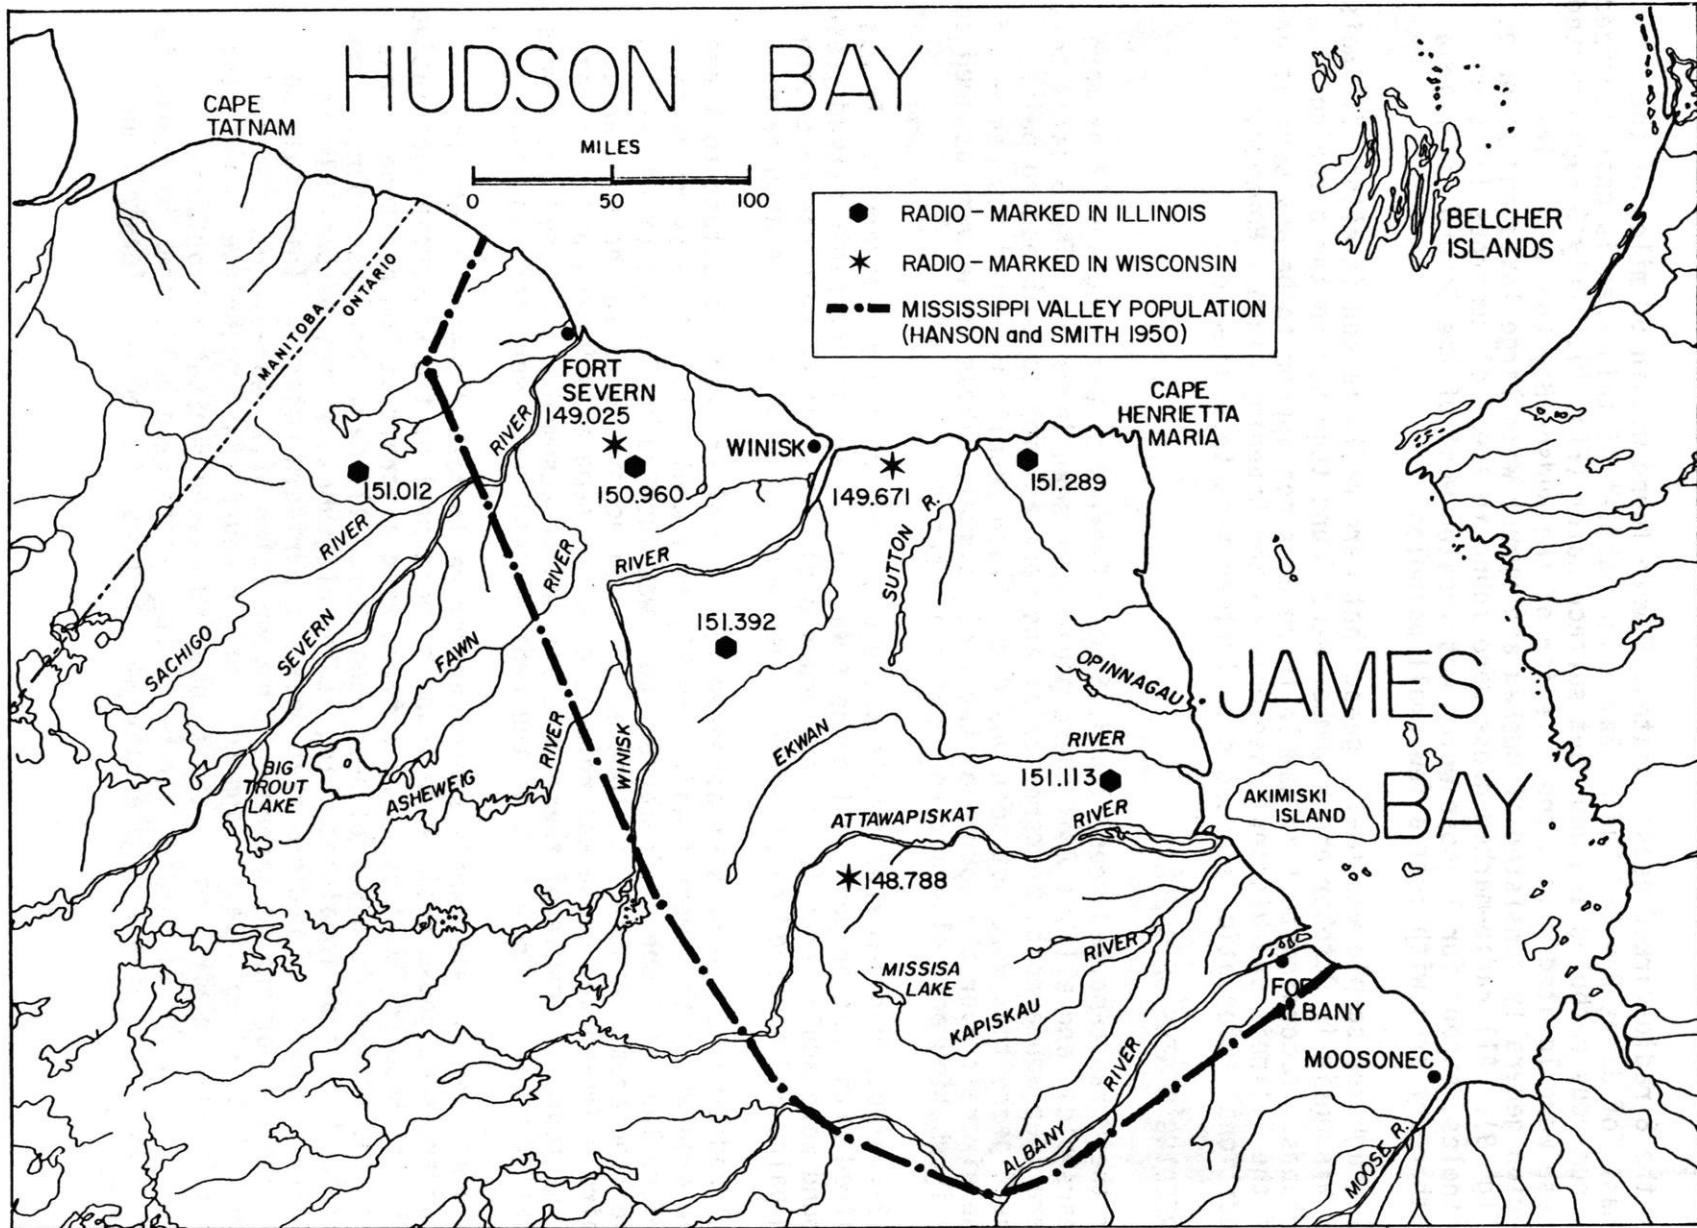 HUDSON BAY
CAPE
TATNAM
MILES
0 50 100
RADIO – MARKED IN ILLINOIS
RADIO – MARKED IN WISCONSIN
MISSISSIPPI VALLEY POPULATION
(HANSON and SMITH 1950)
BELCHER
ISLANDS
MANITOBA
ONTARIO
FORT
SEVERN
149.025
RIVER
WINISK
CAPE
HENRIETTA
MARIA
151.012
150.960
149.671
151.289
RIVER
RIVER
RIVER
SUTTON R.
SACHIGO
SEVERN
FAWN
151.392
OPINNAGAU
JAMES
BAY
EKWAN
RIVER
RIVER
WINISK
BIG
TROUT
LAKE
ASHEWEIG
151.113
AKIMISKI
ISLAND
ATTAWAPISKAT
RIVER
148.788
MISSISA
LAKE
RIVER
KAPISKAU
FOR
ALBANY
RIVER
MOOSONEC
ALBANY
MOOSE R.